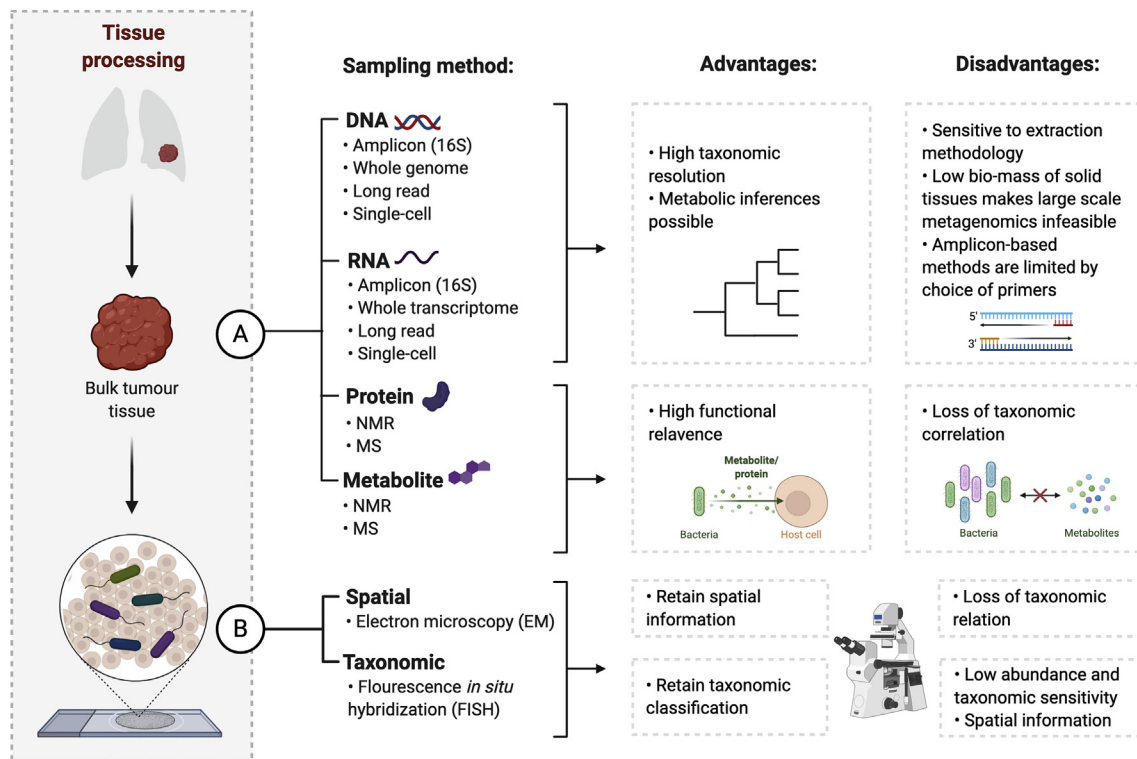 Tissue
processing
Bulk tumour
tissue
A
B
Sampling method:
DNA
• Amplicon (16S)
• Whole genome
• Long read
• Single-cell
RNA
• Amplicon (16S)
• Whole transcriptome
• Long read
• Single-cell
Protein
• NMR
• MS
Metabolite
• NMR
• MS
Spatial
• Electron microscopy (EM)
Taxonomic
• Flourescence in situ
hybridization (FISH)
Advantages:
• High taxonomic
resolution
• Metabolic inferences
possible
• High functional
relavence
Metabolite/
protein
Bacteria
Host cell
• Retain spatial
information
• Retain taxonomic
classification
Disadvantages:
• Sensitive to extraction
methodology
• Low bio-mass of solid
tissues makes large scale
metagenomics infeasible
• Amplicon-based
methods are limited by
choice of primers
5'
3'
• Loss of taxonomic
correlation
Bacteria
Metabolites
• Loss of taxonomic
relation
• Low abundance and
taxonomic sensitivity
• Spatial information